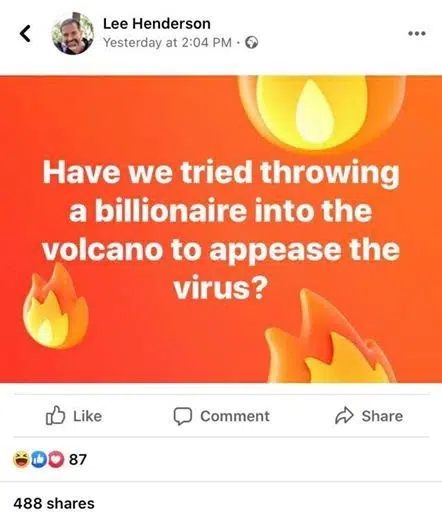 Lee Henderson
Yesterday at 2:04 PM ·
Have we tried throwing
a billionaire into the
volcano to appease the
virus?
Like Comment Share
87
488 shares